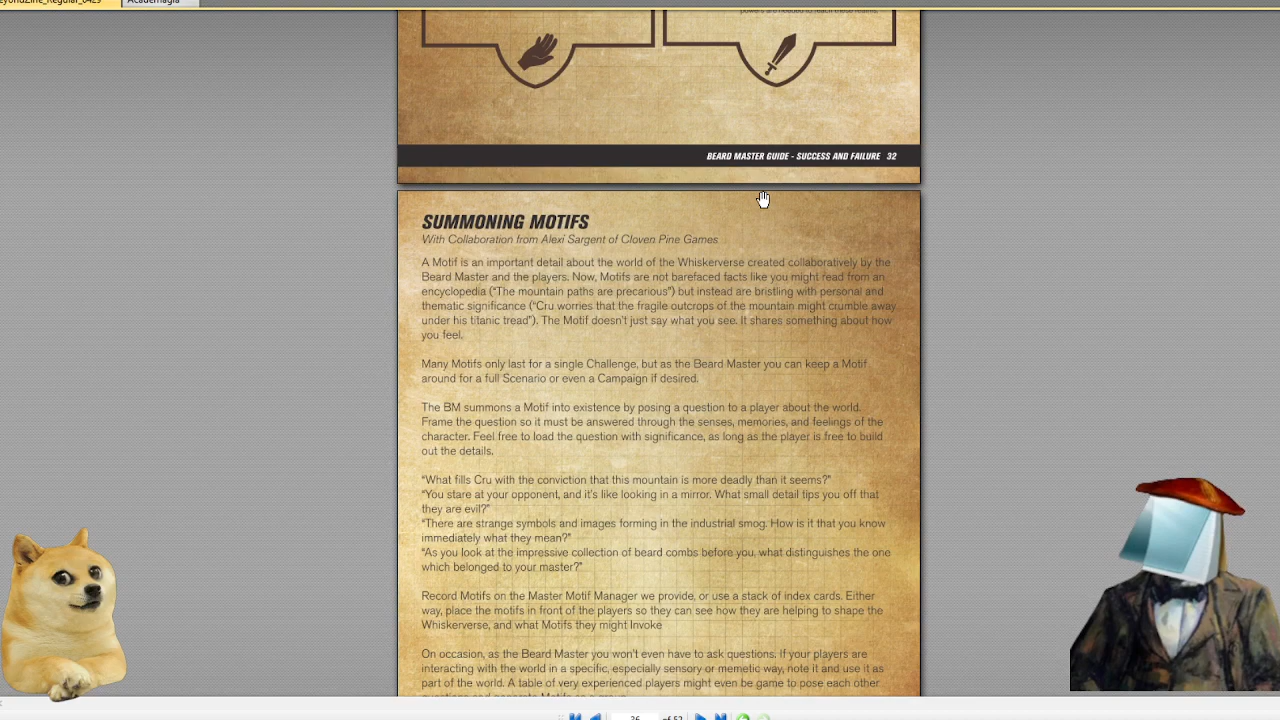 Academagia
powers are needed to reach these realms.
BEARD MASTER GUIDE - SUCCESS AND FAILURE 32
SUMMONING MOTIFS
With Collaboration from Alexi Sargent of Cloven Pine Games
A Motif is an important detail about the world of the Whiskerverse created collaboratively by the
Beard Master and the players. Now, Motifs are not barefaced facts like you might read from an
encyclopedia (“The mountain paths are precarious”) but instead are bristling with personal and
thematic significance (“Cru worries that the fragile outcrops of the mountain might crumble away
under his titanic tread”). The Motif doesn’t just say what you see. It shares something about how
you feel.
Many Motifs only last for a single Challenge, but as the Beard Master you can keep a Motif
around for a full Scenario or even a Campaign if desired.
The BM summons a Motif into existence by posing a question to a player about the world.
Frame the question so it must be answered through the senses, memories, and feelings of the
character. Feel free to load the question with significance, as long as the player is free to build
out the details.
“What fills Cru with the conviction that this mountain is more deadly than it seems?”
“You stare at your opponent, and it’s like looking in a mirror. What small detail tips you off that
they are evil?”
“There are strange symbols and images forming in the industrial smog. How is it that you know
immediately what they mean?”
“As you look at the impressive collection of beard combs before you, what distinguishes the one
which belonged to your master?”
Record Motifs on the Master Motif Manager we provide, or use a stack of index cards. Either
way, place the motifs in front of the players so they can see how they are helping to shape the
Whiskerverse, and what Motifs they might Invoke
On occasion, as the Beard Master you won’t even have to ask questions. If your players are
interacting with the world in a specific, especially sensory or memetic way, note it and use it as
part of the world. A table of very experienced players might even be game to pose each other
questions and generate Motifs as a group.
36 of 52